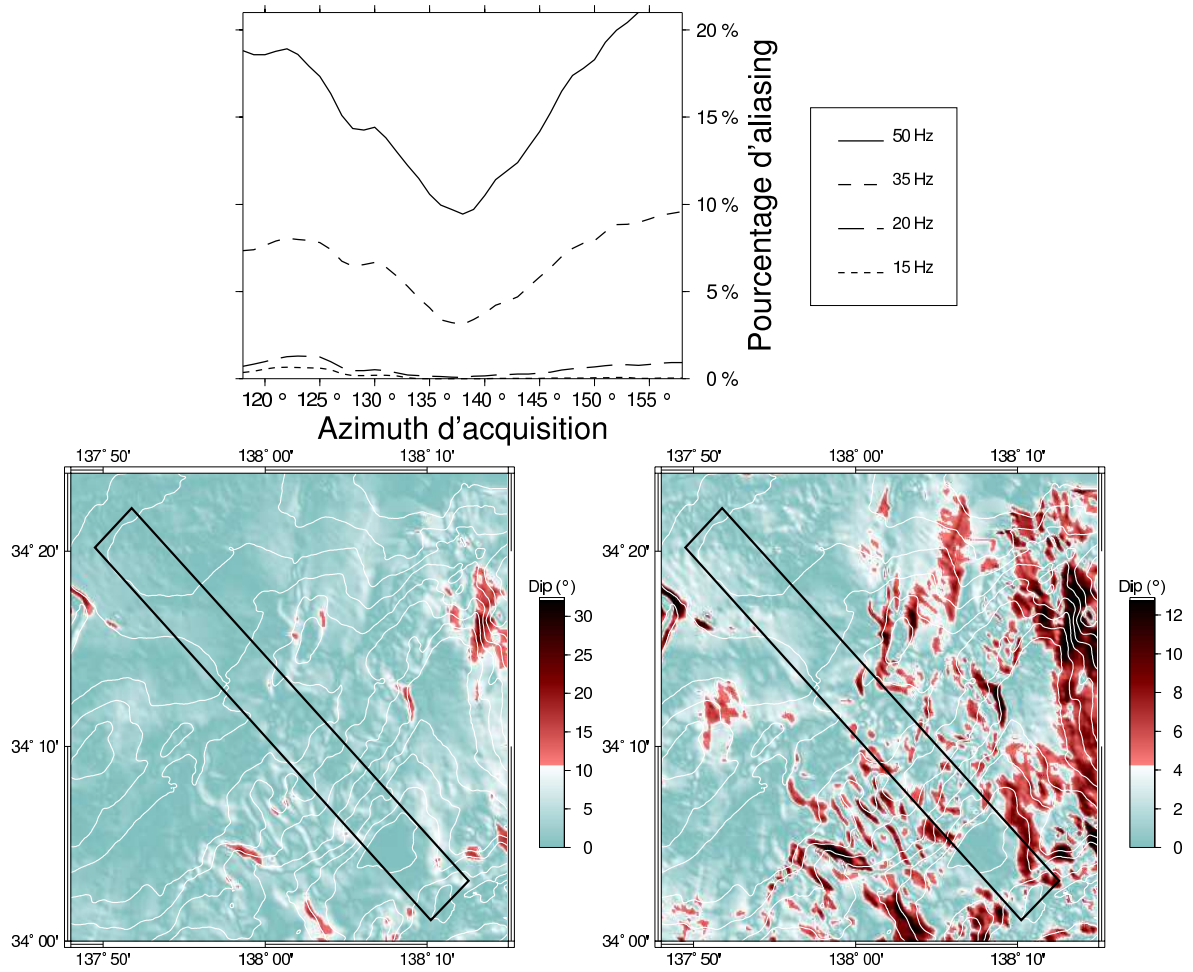 20 %
15 %
10 %
5 %
0 %
Pourcentage d'aliasing
120 º 125 º 130 º 135 º 140 º 145 º 150 º 155 º
Azimuth d'acquisition
50 Hz
35 Hz
20 Hz
15 Hz
137˚ 50' 138˚ 00' 138˚ 10'
34˚ 20'
34˚ 10'
34˚ 00'
137˚ 50' 138˚ 00' 138˚ 10'
Dip (º)
30
25
20
15
10
5
0
137˚ 50' 138˚ 00' 138˚ 10'
34˚ 20'
34˚ 10'
34˚ 00'
137˚ 50' 138˚ 00' 138˚ 10'
Dip (º)
12
10
8
6
4
2
0